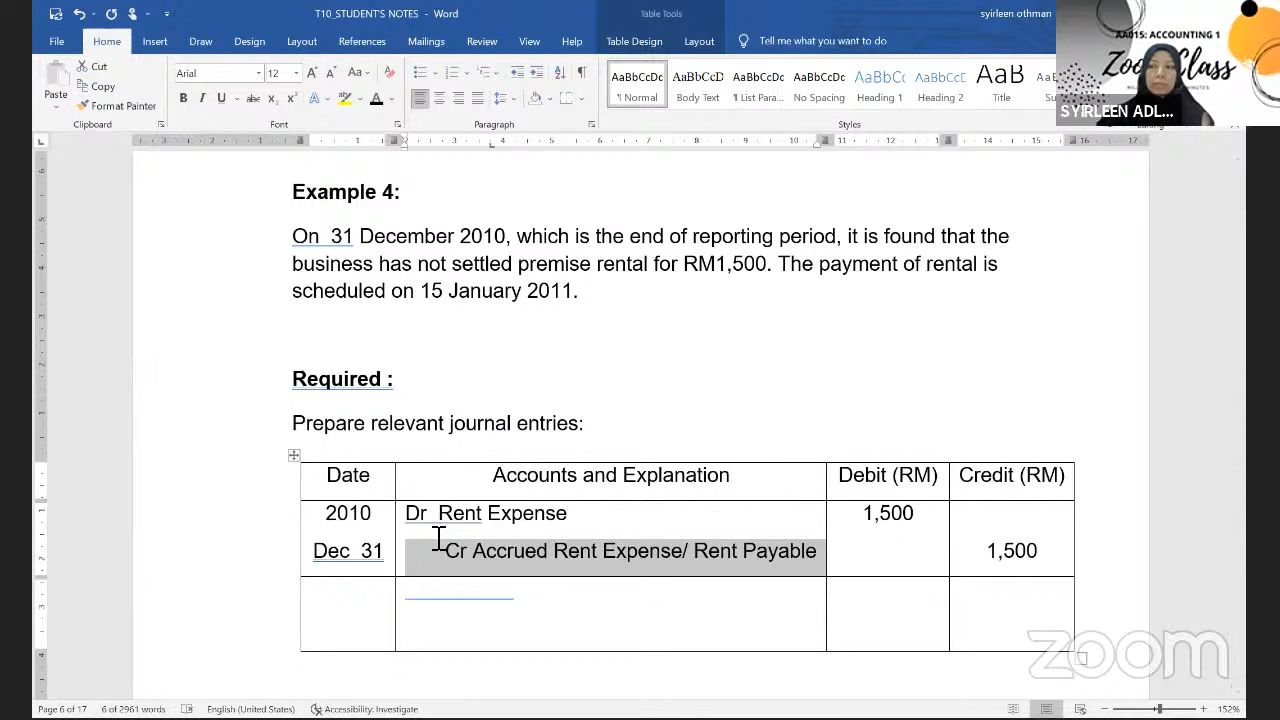 T10_STUDENT'S NOTES - Word
Table Tools
syirleen othman
File Home Insert Draw Design Layout References Mailings Review View Help Table Design Layout Tell me what you want to do
AA015: ACCOUNTING 1
SYIRLEEN ADL...
Paste
Cut
Copy
Format Painter
Arial 12
AaBbCcDc AaBbCcD AaBbCcDc AaBbCcDc AaBbCc AaBbCcD AaB
¶ Normal Body Text ¶ List Para... No Spacing Heading 1 Heading 2 Title
Clipboard Font Paragraph Styles
Example 4:
On 31 December 2010, which is the end of reporting period, it is found that the
business has not settled premise rental for RM1,500. The payment of rental is
scheduled on 15 January 2011.
Required :
Prepare relevant journal entries:
Date Accounts and Explanation Debit (RM) Credit (RM)
2010 Dr Rent Expense 1,500
Dec 31 Cr Accrued Rent Expense/ Rent Payable 1,500
zoom
Page 6 of 17 6 of 2961 words English (United States) Accessibility: Investigate 152%